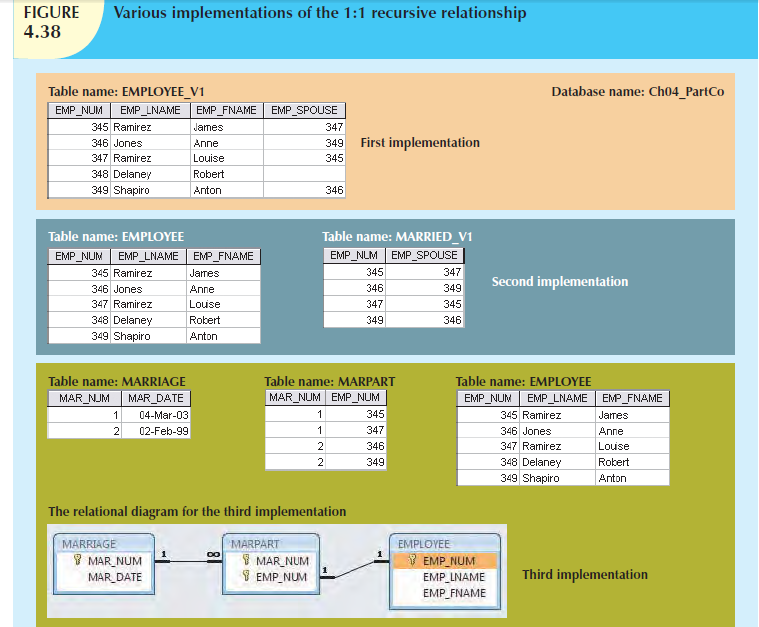 FIGURE
4.38
Various implementations of the 1:1 recursive relationship
Table name: EMPLOYEE_V1
Database name: Ch04_PartCo
EMP_NUM EMP_LNAME EMP_FNAME EMP_SPOUSE
345 Ramirez James 347
346 Jones Anne 349
347 Ramirez Louise 345
348 Delaney Robert
349 Shapiro Anton 346
First implementation
Table name: EMPLOYEE
EMP_NUM EMP_LNAME EMP_FNAME
345 Ramirez James
346 Jones Anne
347 Ramirez Louise
348 Delaney Robert
349 Shapiro Anton
Table name: MARRIED_V1
EMP_NUM EMP_SPOUSE
345 347
346 349
347 345
349 346
Second implementation
Table name: MARRIAGE
MAR_NUM MAR_DATE
1 04-Mar-03
2 02-Feb-99
Table name: MARPART
MAR_NUM EMP_NUM
1 345
1 347
2 346
2 349
Table name: EMPLOYEE
EMP_NUM EMP_LNAME EMP_FNAME
345 Ramirez James
346 Jones Anne
347 Ramirez Louise
348 Delaney Robert
349 Shapiro Anton
The relational diagram for the third implementation
MARRIAGE
MAR_NUM
MAR_DATE
1 ∞
MARPART
MAR_NUM
EMP_NUM
1 1
EMPLOYEE
EMP_NUM
EMP_LNAME
EMP_FNAME
Third implementation